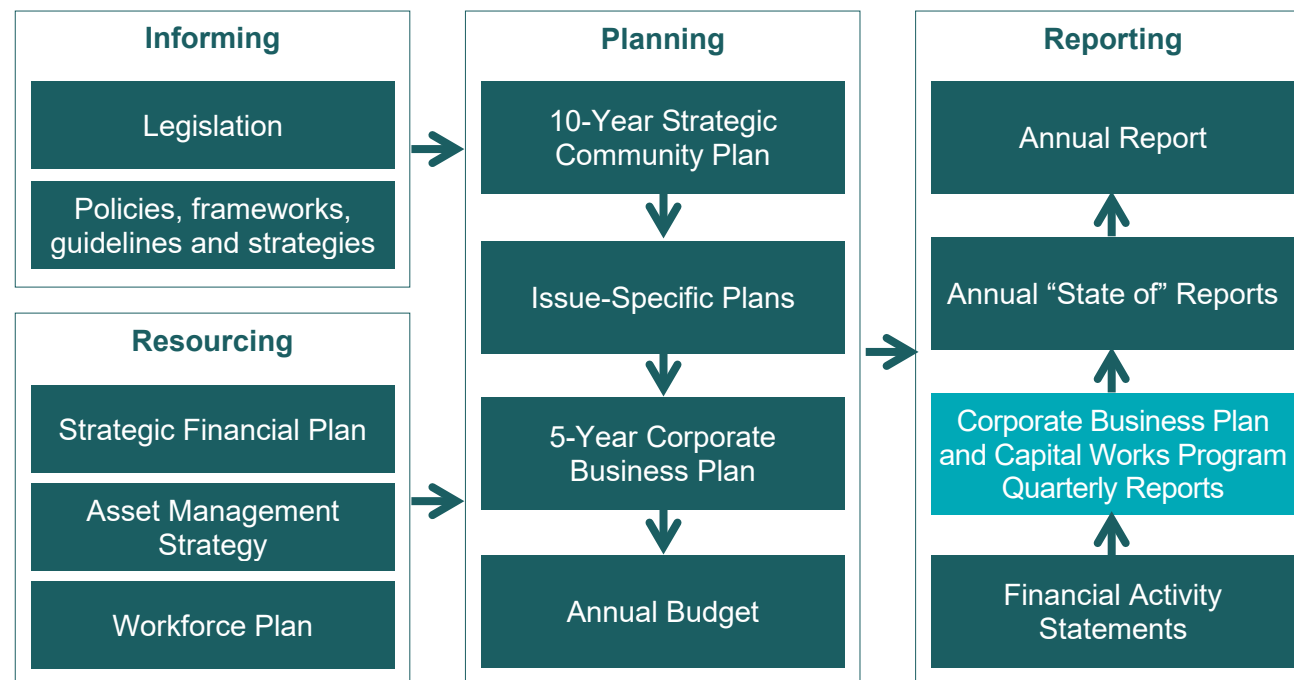 Informing
Legislation
Policies, frameworks,
guidelines and strategies
Resourcing
Strategic Financial Plan
Asset Management
Strategy
Workforce Plan
Planning
10-Year Strategic
Community Plan
Issue-Specific Plans
5-Year Corporate
Business Plan
Annual Budget
Reporting
Annual Report
Annual “State of” Reports
Corporate Business Plan
and Capital Works Program
Quarterly Reports
Financial Activity
Statements